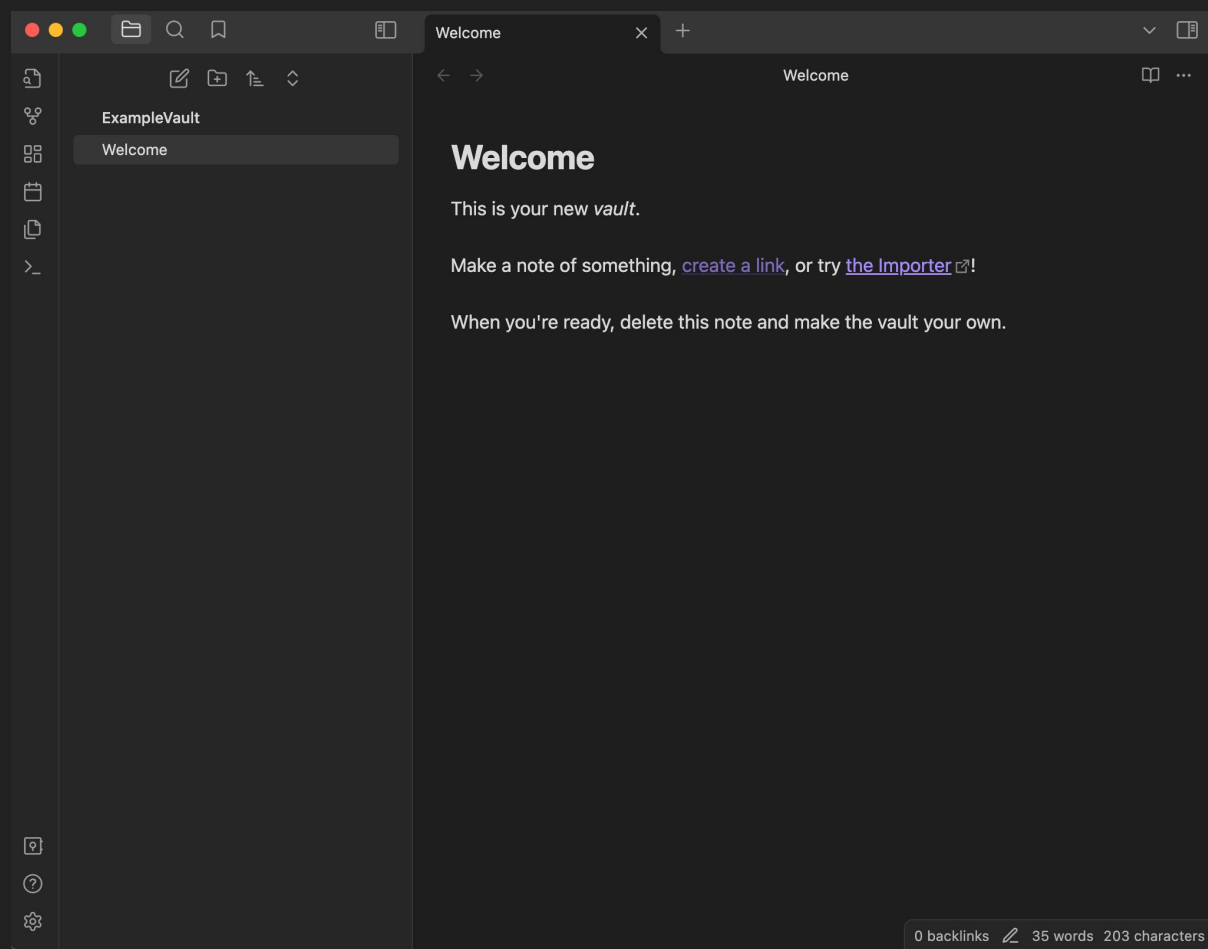 Welcome
ExampleVault
Welcome
Welcome
Welcome
This is your new vault.
Make a note of something, create a link, or try the Importer!
When you're ready, delete this note and make the vault your own.
0 backlinks 35 words 203 characters